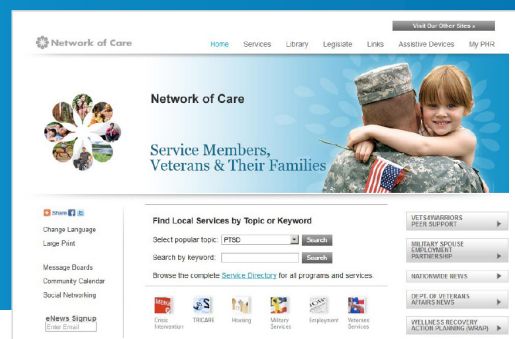 Visit Our Other Sites »
Network of Care
Home Services Library Legislate Links Assistive Devices My PHR
Network of Care
Service Members,
Veterans & Their Families
Share
Change Language
Large Print
Message Boards
Community Calendar
Social Networking
eNews Signup
Enter Email
Find Local Services by Topic or Keyword
Select popular topic: PTSD Search
Search by keyword: Search
Browse the complete Service Directory for all programs and services
Crisis
Intervention
TRICARE
Housing
Military
Services
Employment
Veterans
Services
VETS4WARRIORS
PEER SUPPORT
MILITARY SPOUSE
EMPLOYMENT
PARTNERSHIP
NATIONWIDE NEWS
DEPT. OF VETERANS
AFFAIRS NEWS
WELLNESS RECOVERY
ACTION PLANNING (WRAP)